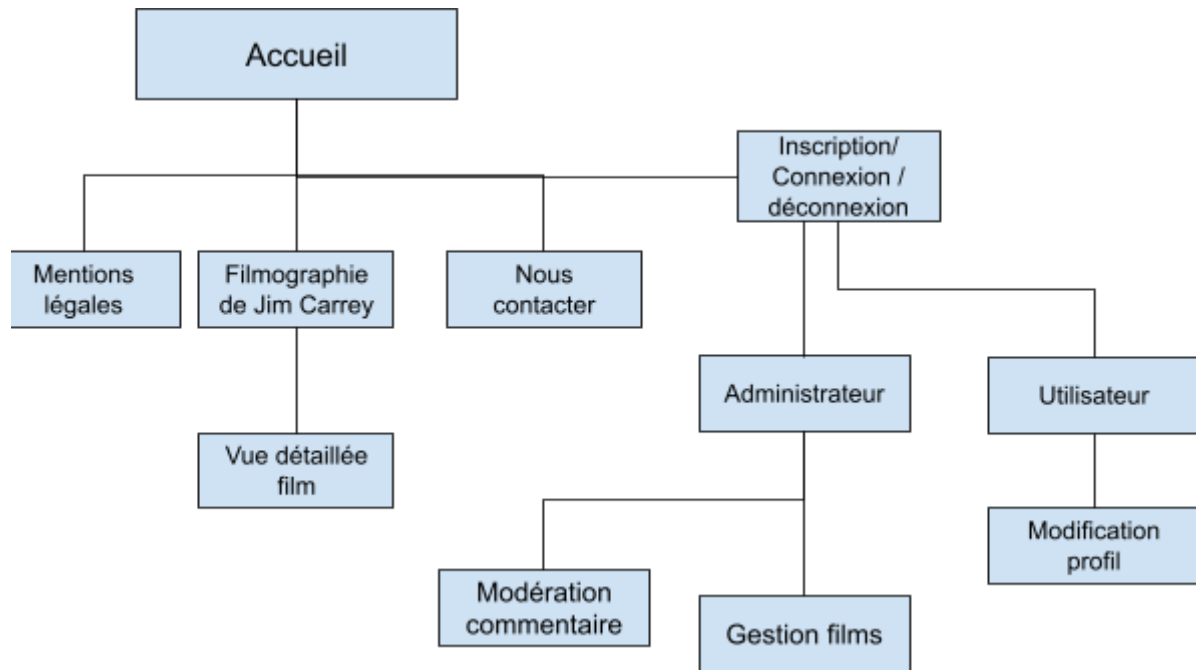 Accueil
Inscription/
Connexion /
déconnexion
Mentions
légales
Filmographie
de Jim Carrey
Nous
contacter
Administrateur
Utilisateur
Vue détaillée
film
Modification
profil
Modération
commentaire
Gestion films